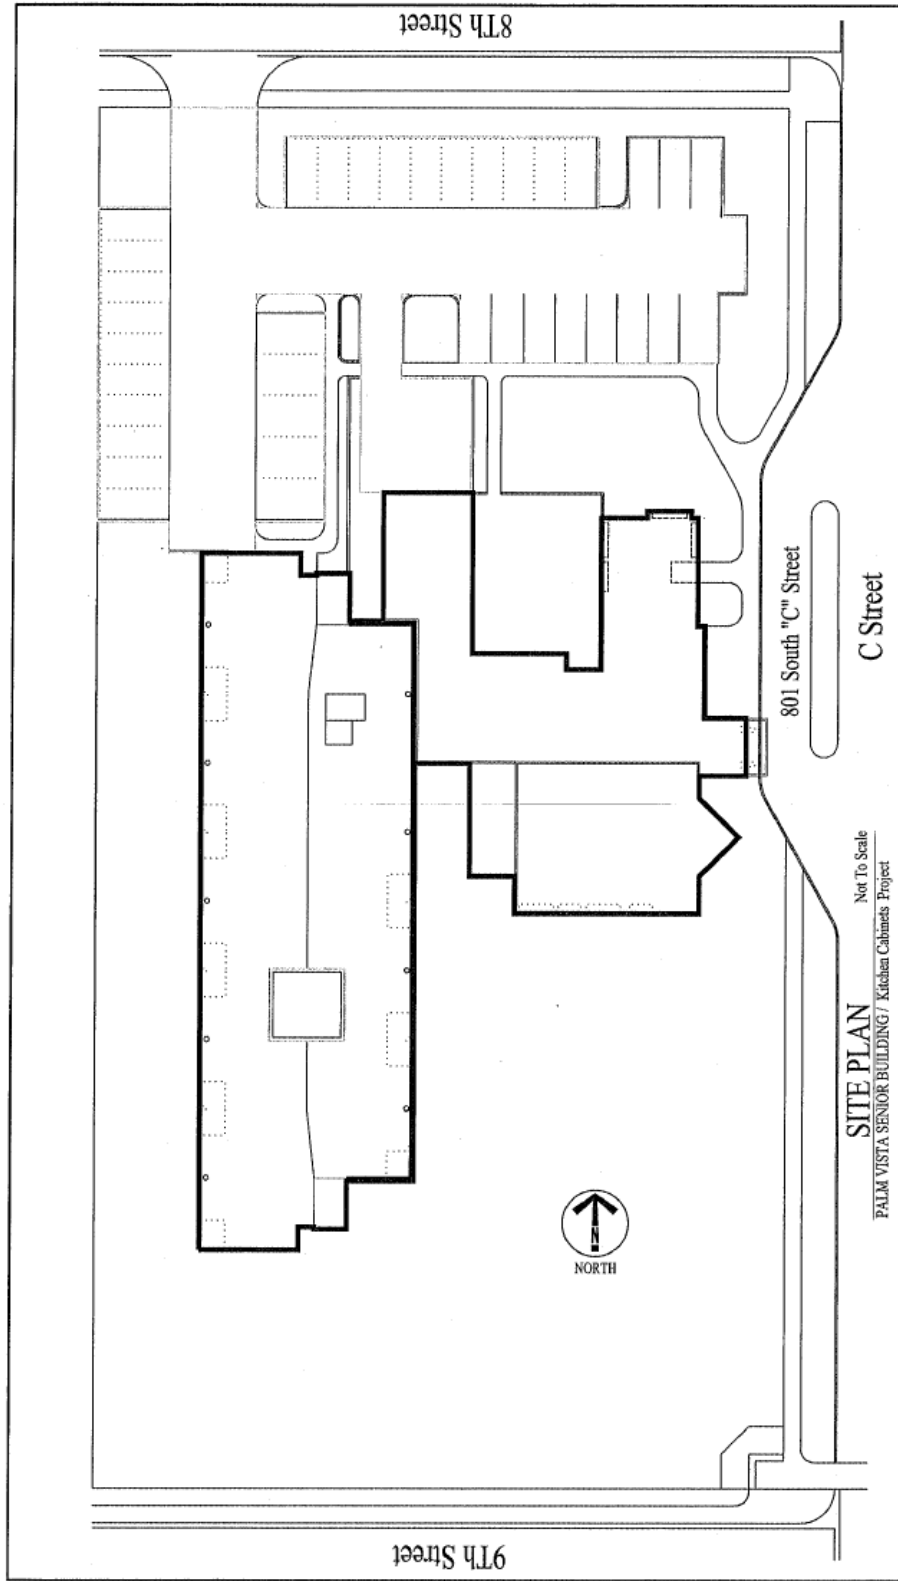 8Th Street
801 South "C" Street
C Street
N
NORTH
Not To Scale
SITE PLAN
PALM VISTA SENIOR BUILDING / Kitchen Cabinets Project
9Th Street